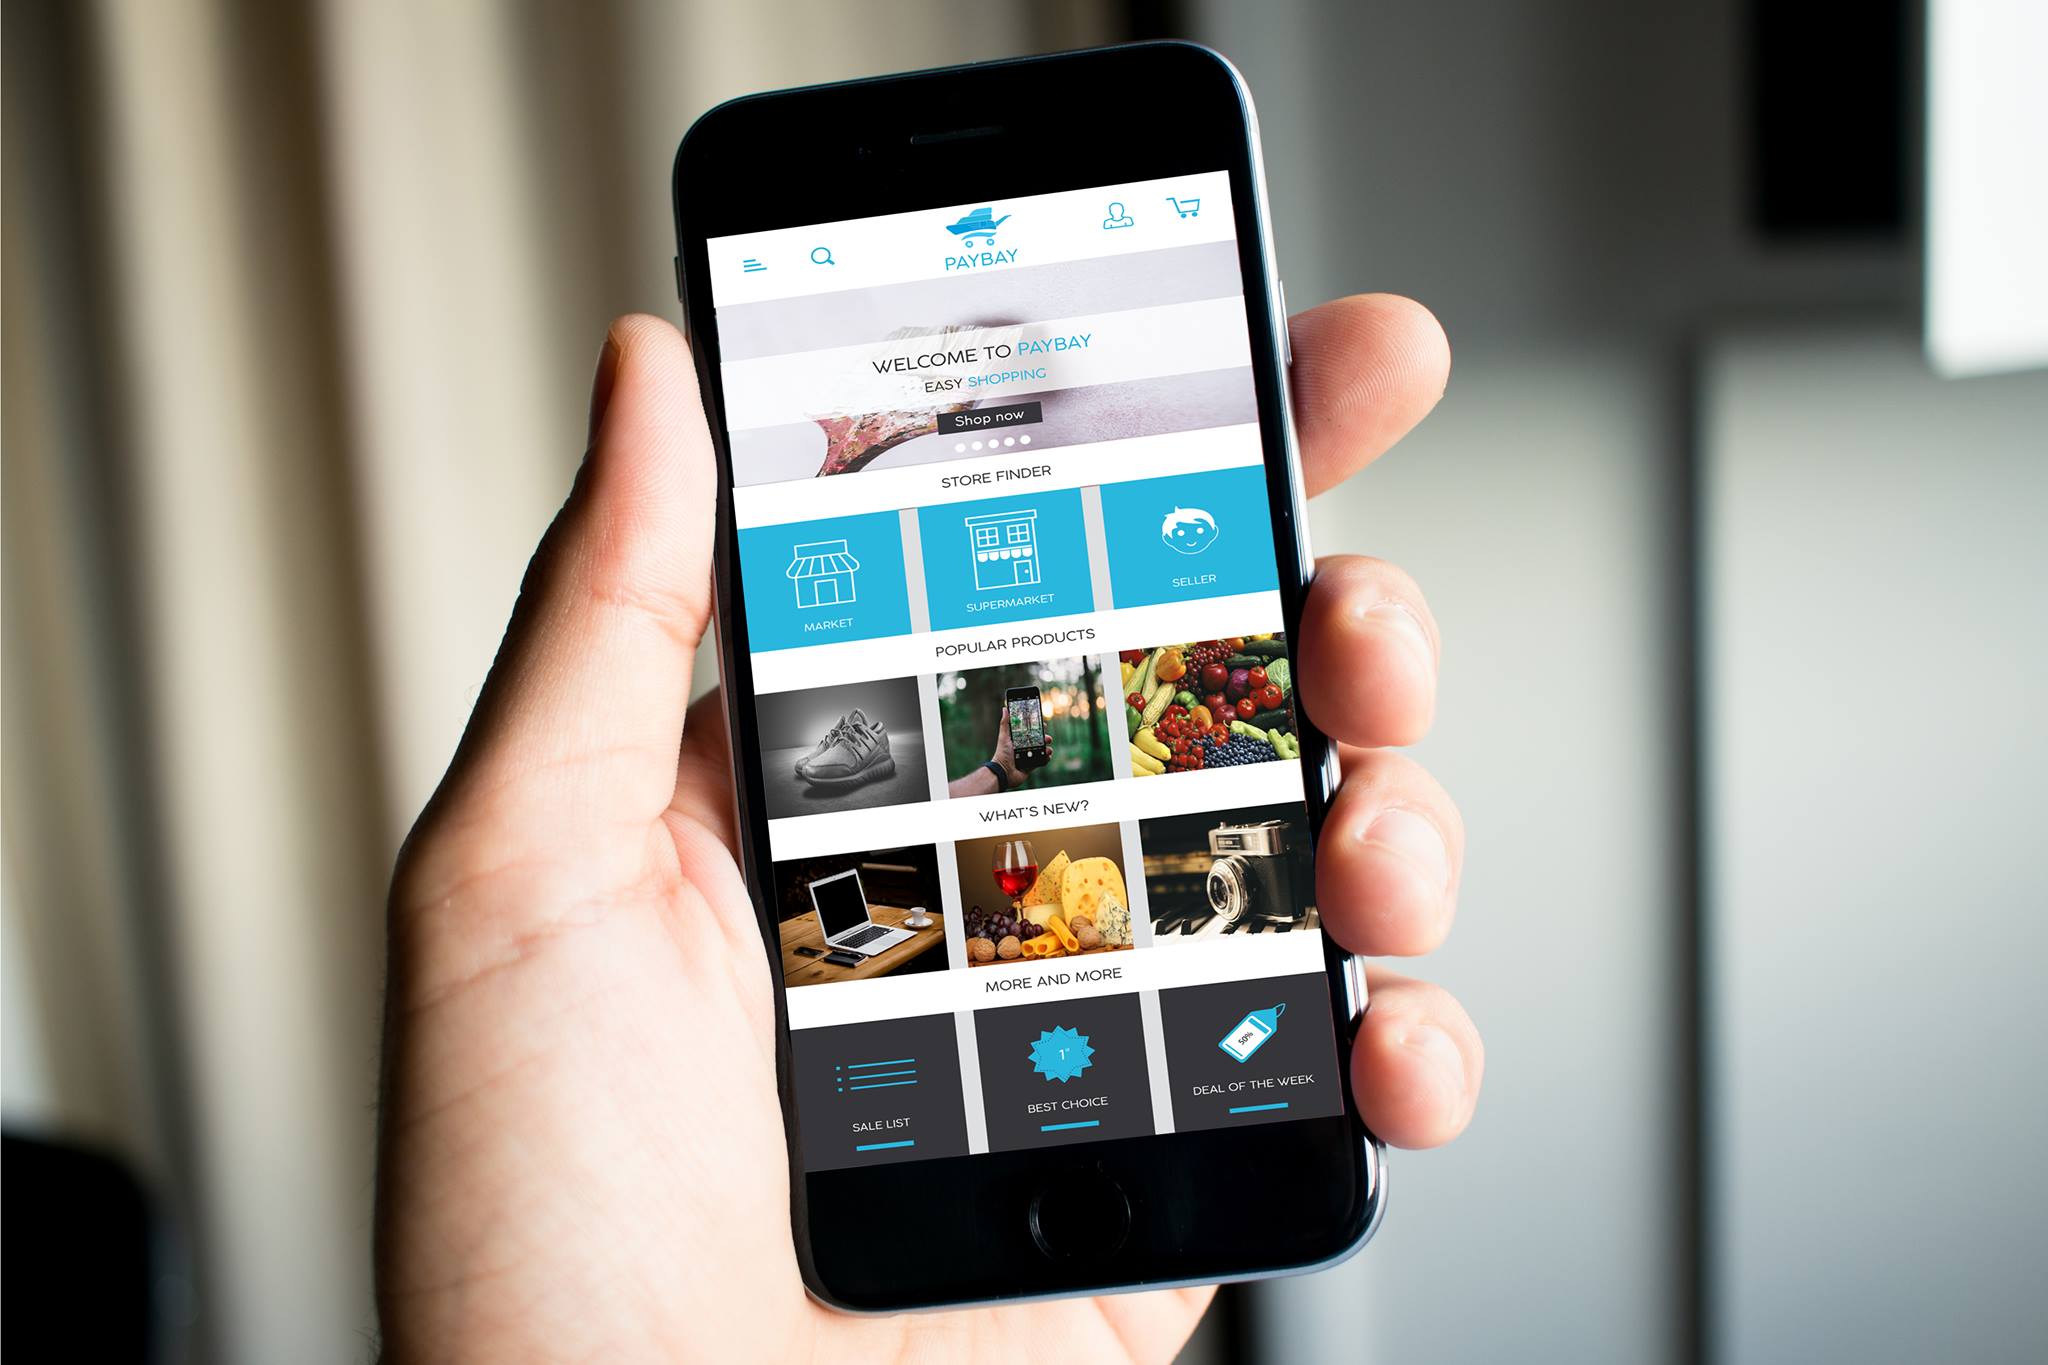 PAYBAY
WELCOME TO PAYBAY
EASY SHOPPING
Shop now
STORE FINDER
MARKET
SUPERMARKET
SELLER
POPULAR PRODUCTS
WHAT'S NEW?
MORE AND MORE
SALE LIST
1st
BEST CHOICE
50%
DEAL OF THE WEEK